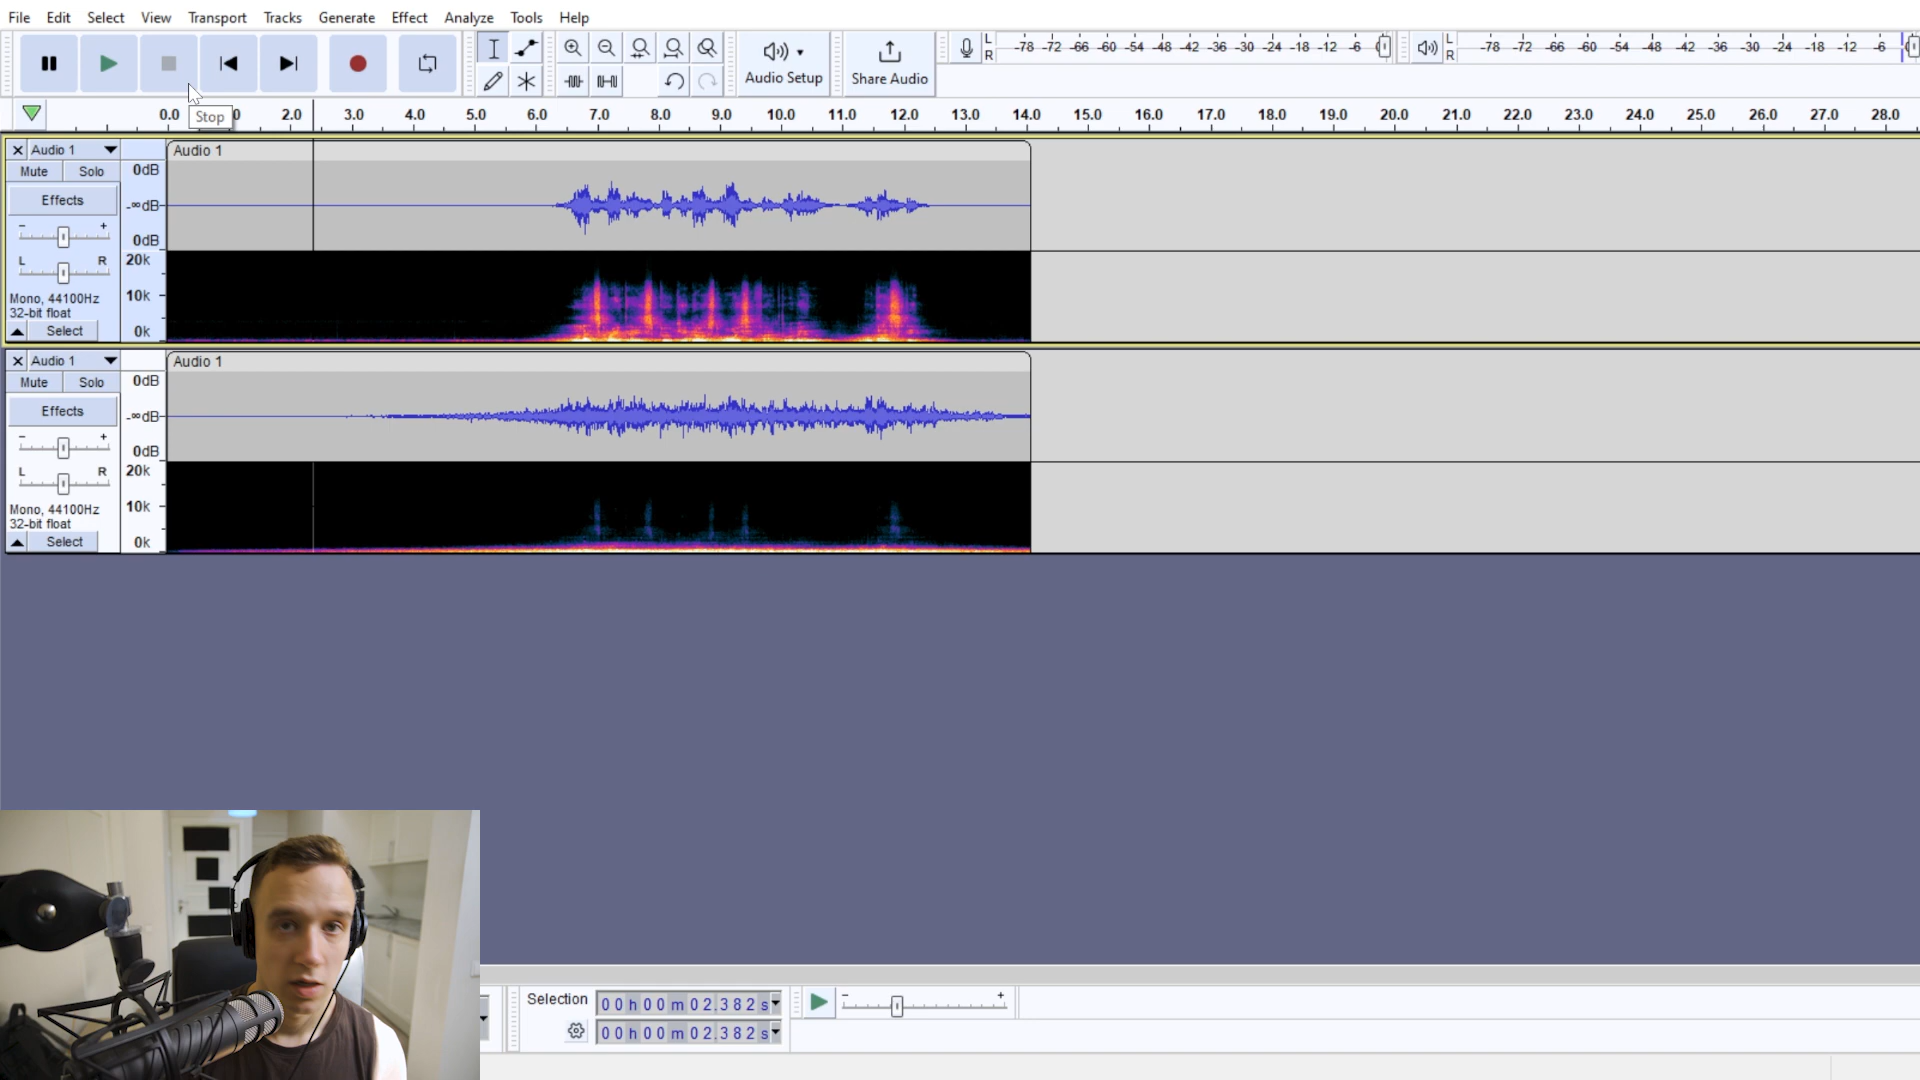 File Edit Select View Transport Tracks Generate Effect Analyze Tools Help
Audio Setup
Share Audio
L
R
-78 -72 -66 -60 -54 -48 -42 -36 -30 -24 -18 -12 -6
L
R
-78 -72 -66 -60 -54 -48 -42 -36 -30 -24 -18 -12 -6
0.0 0 2.0 3.0 4.0 5.0 6.0 7.0 8.0 9.0 10.0 11.0 12.0 13.0 14.0 15.0 16.0 17.0 18.0 19.0 20.0 21.0 22.0 23.0 24.0 25.0 26.0 27.0 28.0
Stop
Audio 1
Mute Solo
Effects
- +
L R
Mono, 44100Hz
32-bit float
Select
0dB
-∞dB
0dB
20k
10k
0k
Audio 1
Audio 1
Mute Solo
Effects
- +
L R
Mono, 44100Hz
32-bit float
Select
0dB
-∞dB
0dB
20k
10k
0k
Audio 1
Selection
00h00m02.382s
00h00m02.382s
- +